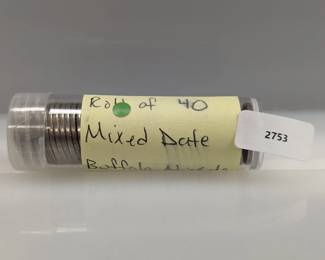 Roll of 40
Mixed Date
Buffalo
2753